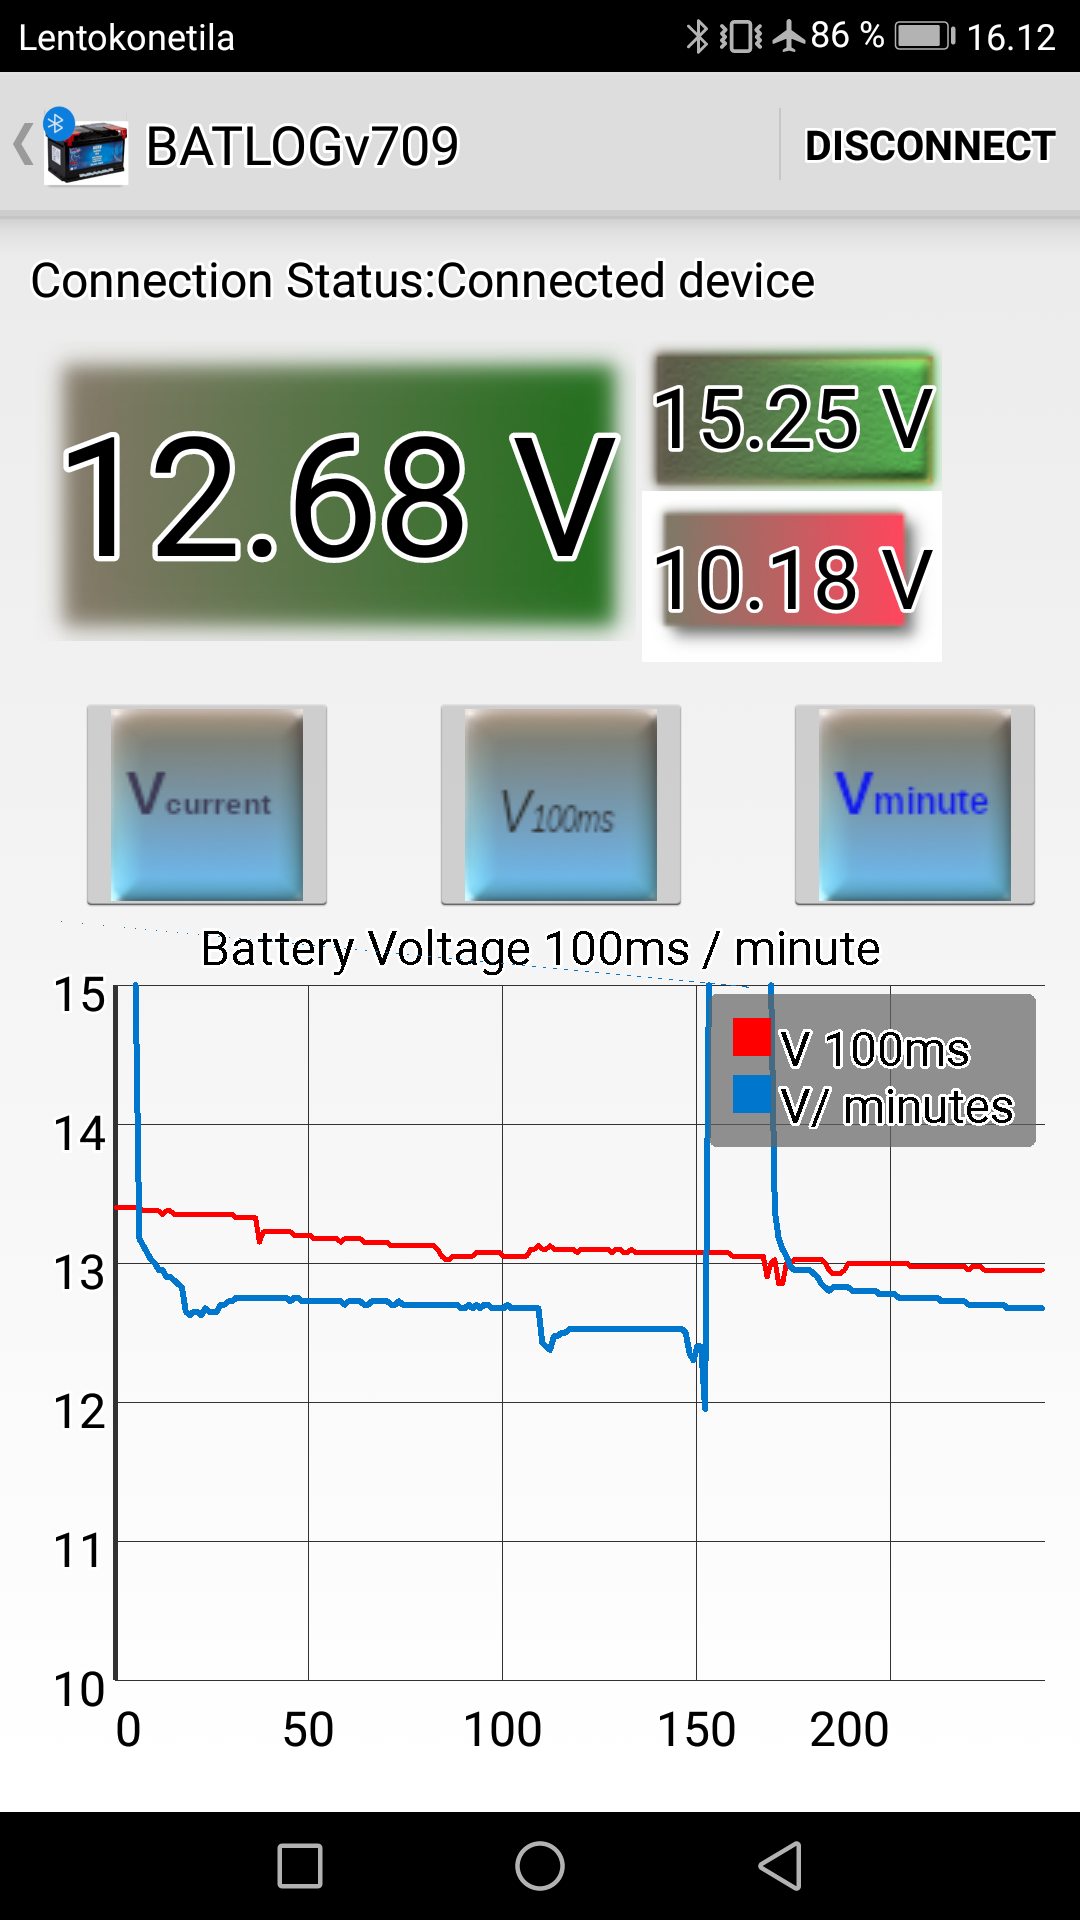 Lentokonetila 86 % 16.12
BATLOGv709 DISCONNECT
Connection Status:Connected device
12.68 V
15.25 V
10.18 V
Vcurrent V100ms Vminute
Battery Voltage 100ms / minute
15
V 100ms
V/ minutes
14
13
12
11
10
0 50 100 150 200